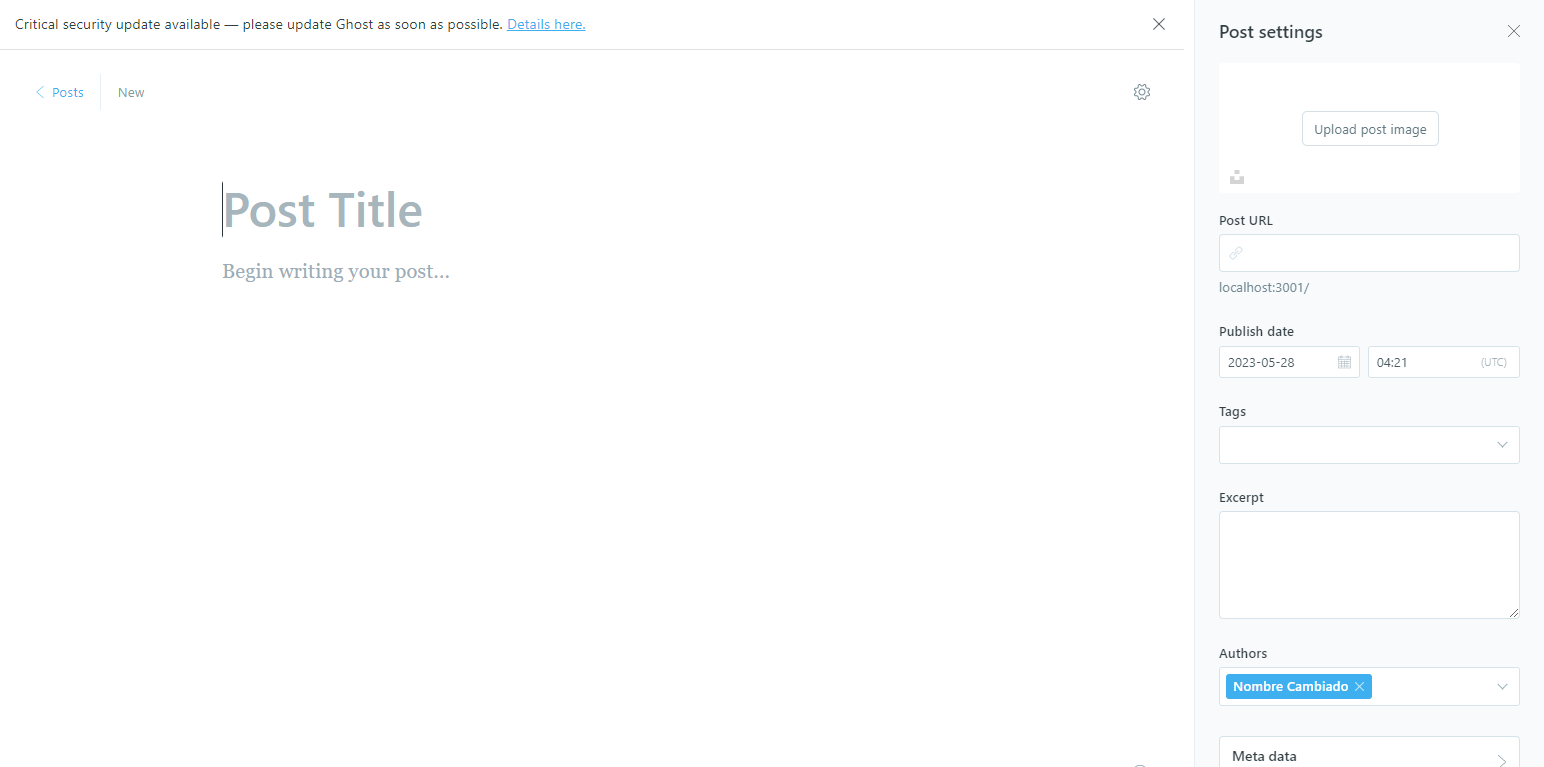 Critical security update available — please update Ghost as soon as possible. Details here.
Posts
New
Post Title
Begin writing your post...
Post settings
Upload post image
Post URL
localhost:3001/
Publish date
2023-05-28
04:21 (UTC)
Tags
Excerpt
Authors
Nombre Cambiado
Meta data